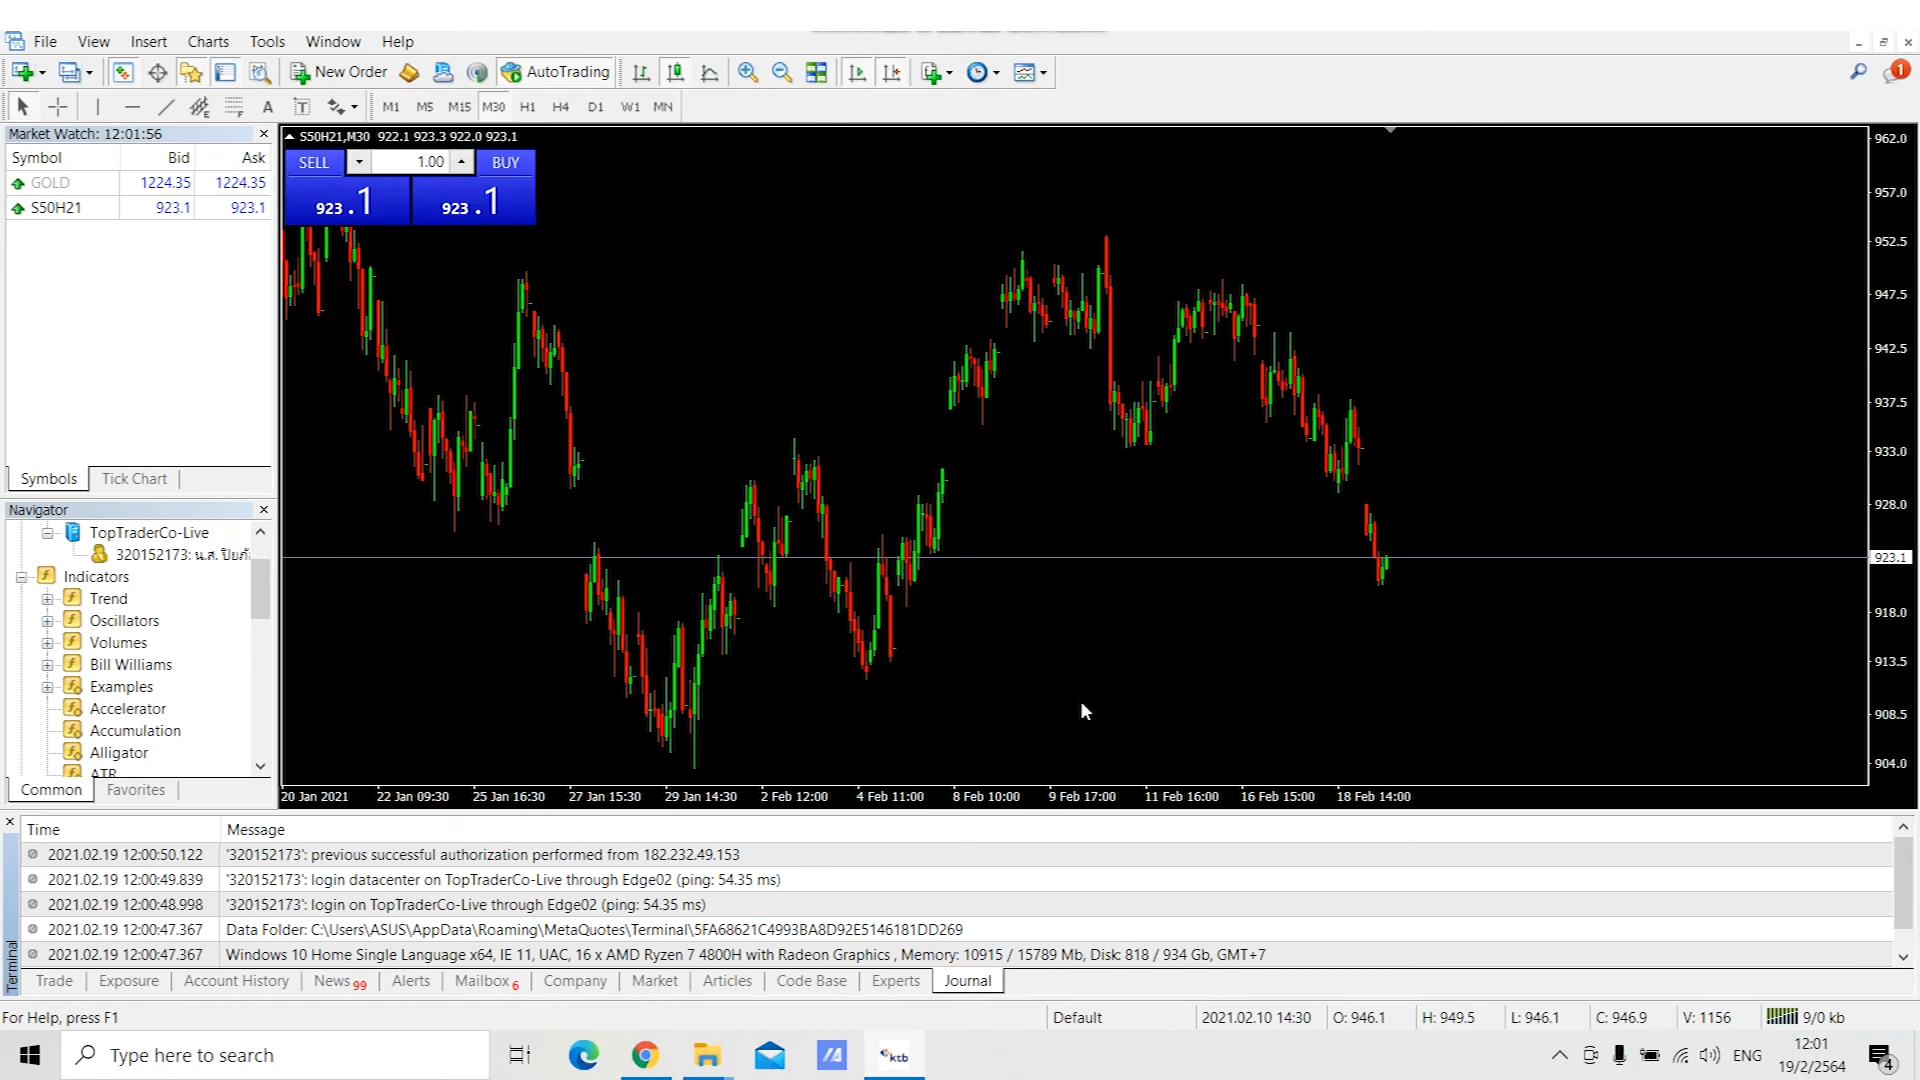 File View Insert Charts Tools Window Help
New Order AutoTrading 1
A T M1 M5 M15 M30 H1 H4 D1 W1 MN
Market Watch: 12:01:56
Symbol Bid Ask
GOLD 1224.35 1224.35
S50H21 923.1 923.1
Symbols Tick Chart
Navigator
TopTraderCo-Live
320152173: น.ส.
Indicators
Trend
Oscillators
Volumes
Bill Williams
Examples
Accelerator
Accumulation
Alligator
ATR
Common Favorites
S50H21,M30 922.1 923.3 922.0 923.1
SELL 1.00 BUY
923.1 923.1
962.0
957.0
952.5
947.5
942.5
937.5
933.0
928.0
923.1
918.0
913.5
908.5
904.0
20 Jan 2021 22 Jan 09:30 25 Jan 16:30 27 Jan 15:30 29 Jan 14:30 2 Feb 12:00 4 Feb 11:00 8 Feb 10:00 9 Feb 17:00 11 Feb 16:00 16 Feb 15:00 18 Feb 14:00
Terminal
Time Message
2021.02.19 12:00:50.122 '320152173': previous successful authorization performed from 182.232.49.153
2021.02.19 12:00:49.839 '320152173': login datacenter on TopTraderCo-Live through Edge02 (ping: 54.35 ms)
2021.02.19 12:00:48.998 '320152173': login on TopTraderCo-Live through Edge02 (ping: 54.35 ms)
2021.02.19 12:00:47.367 Data Folder: C:\Users\ASUS\AppData\Roaming\MetaQuotes\Terminal\5FA68621C4993BA8D92E5146181DD269
2021.02.19 12:00:47.367 Windows 10 Home Single Language x64, IE 11, UAC, 16 x AMD Ryzen 7 4800H with Radeon Graphics , Memory: 10915 / 15789 Mb, Disk: 818 / 934 Gb, GMT+7
Trade Exposure Account History News 99 Alerts Mailbox 6 Company Market Articles Code Base Experts Journal
For Help, press F1 Default 2021.02.10 14:30 O: 946.1 H: 949.5 L: 946.1 C: 946.9 V: 1156 9/0 kb
Type here to search ktb ENG 12:01
19/2/2564 4